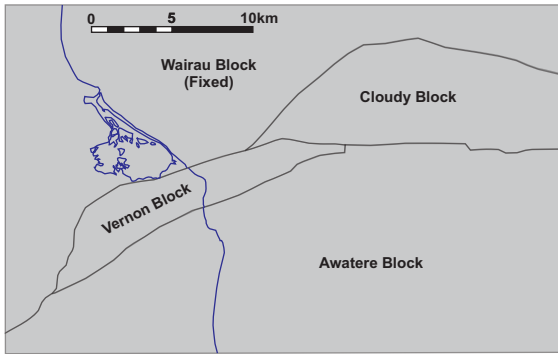 0 5 10km
Wairau Block
(Fixed)
Cloudy Block
Vernon Block
Awatere Block